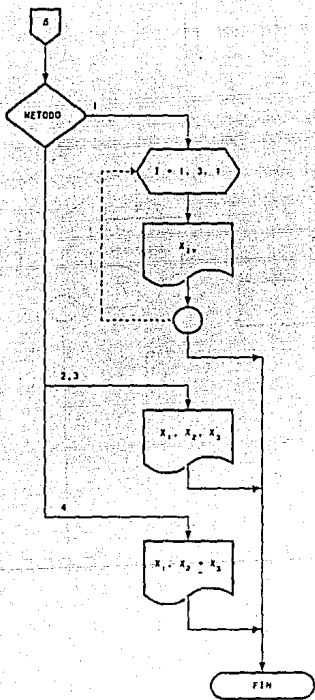 METODO
1
I = 1, 3, 1
2,3
X₁, X₂, X₃
4
X₁, X₂ ± X₃
FIN